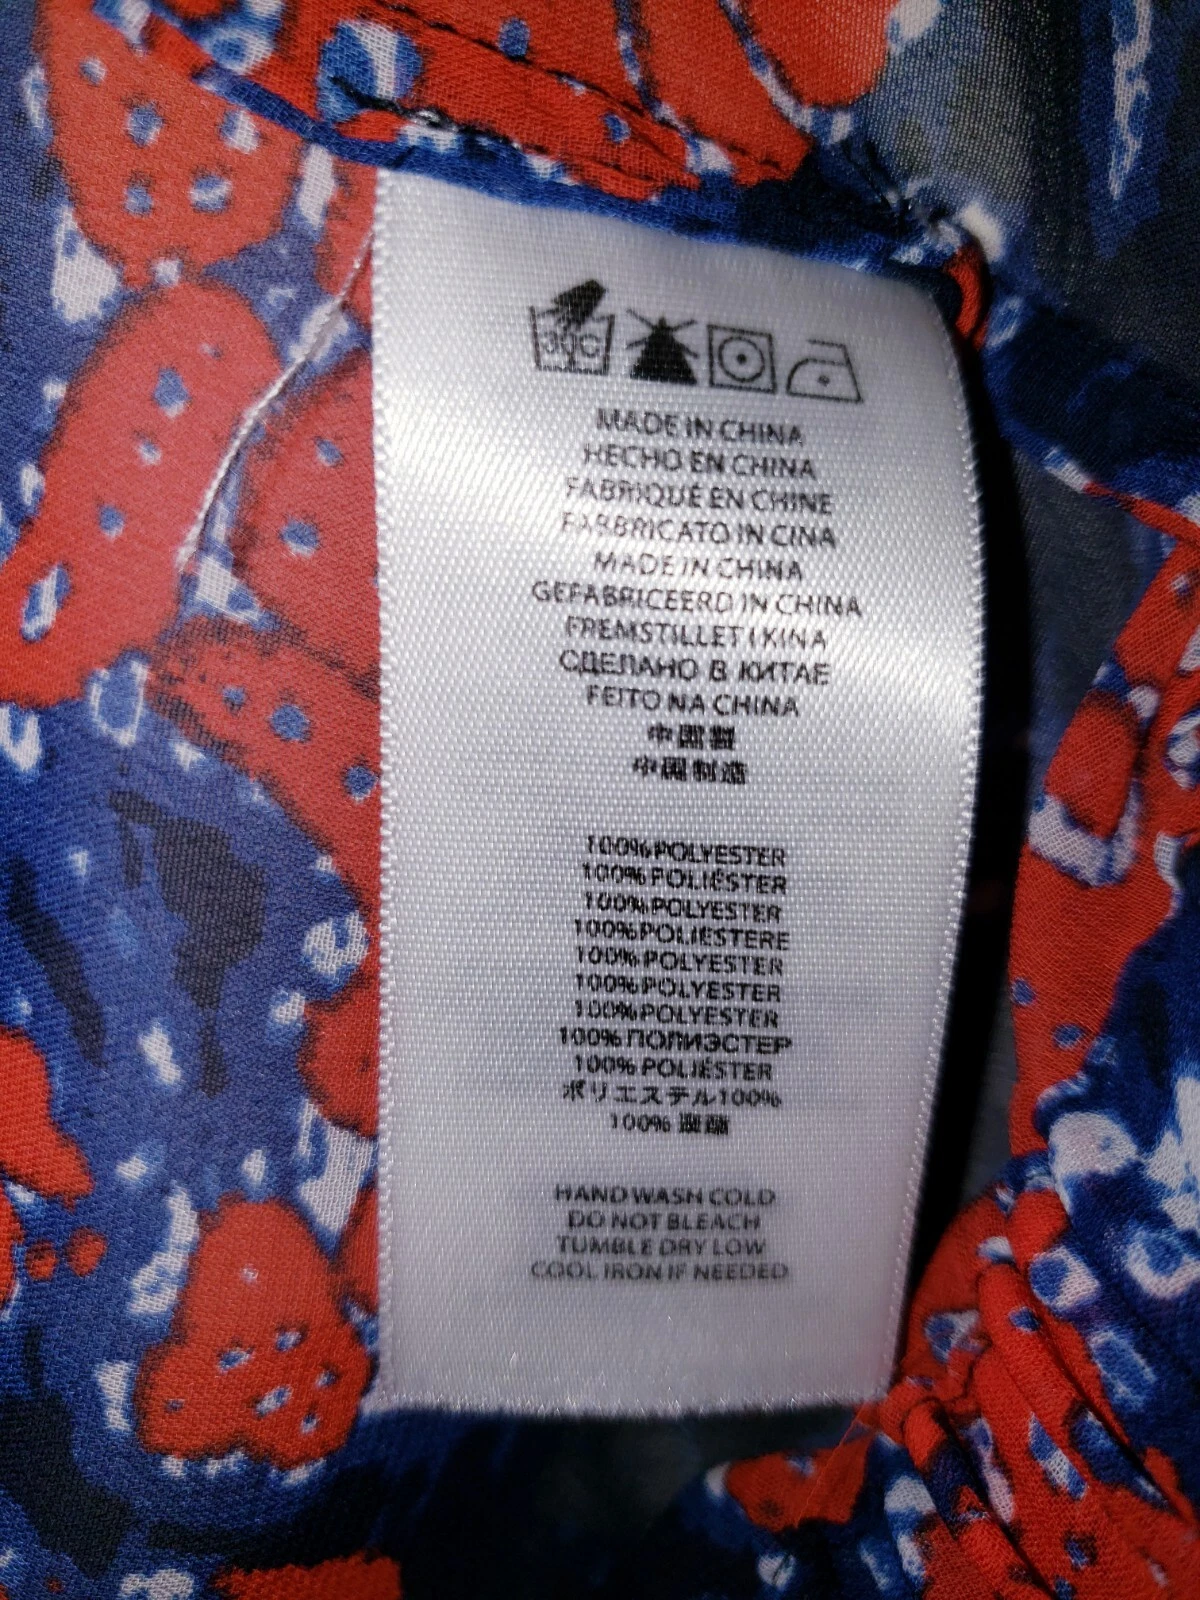 30°C
MADE IN CHINA
HECHO EN CHINA
FABRIQUÉ EN CHINE
FABBRICATO IN CINA
MADE IN CHINA
GEFABRICEERD IN CHINA
FREMSTILLET I KINA
СДЕЛАНО В КИТАЕ
FEITO NA CHINA
中國製
中国制造
100% POLYESTER
100% POLIÉSTER
100% POLYESTER
100% POLIESTERE
100% POLYESTER
100% POLYESTER
100% POLYESTER
100% ПОЛИЭСТЕР
100% POLIÉSTER
ポリエステル100%
100%
HAND WASH COLD
DO NOT BLEACH
TUMBLE DRY LOW
COOL IRON IF NEEDED